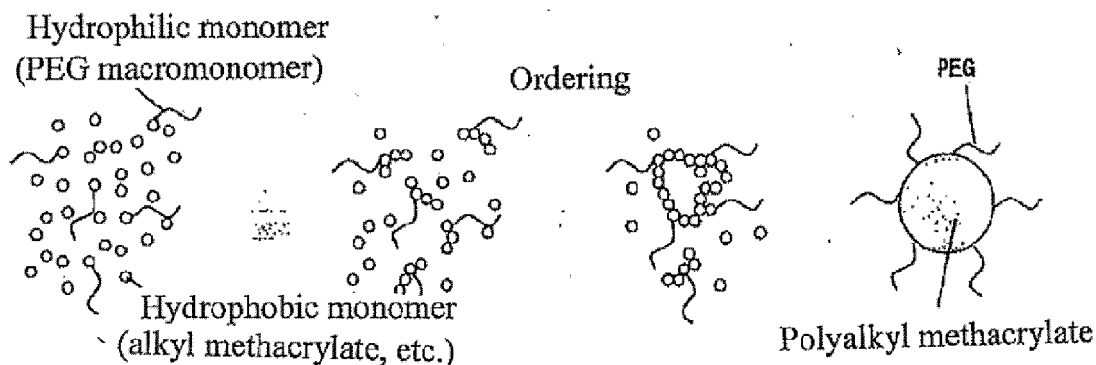 Hydrophilic monomer
(PEG macromonomer)
Ordering
PEG
Hydrophobic monomer
(alkyl methacrylate, etc.)
Polyalkyl methacrylate